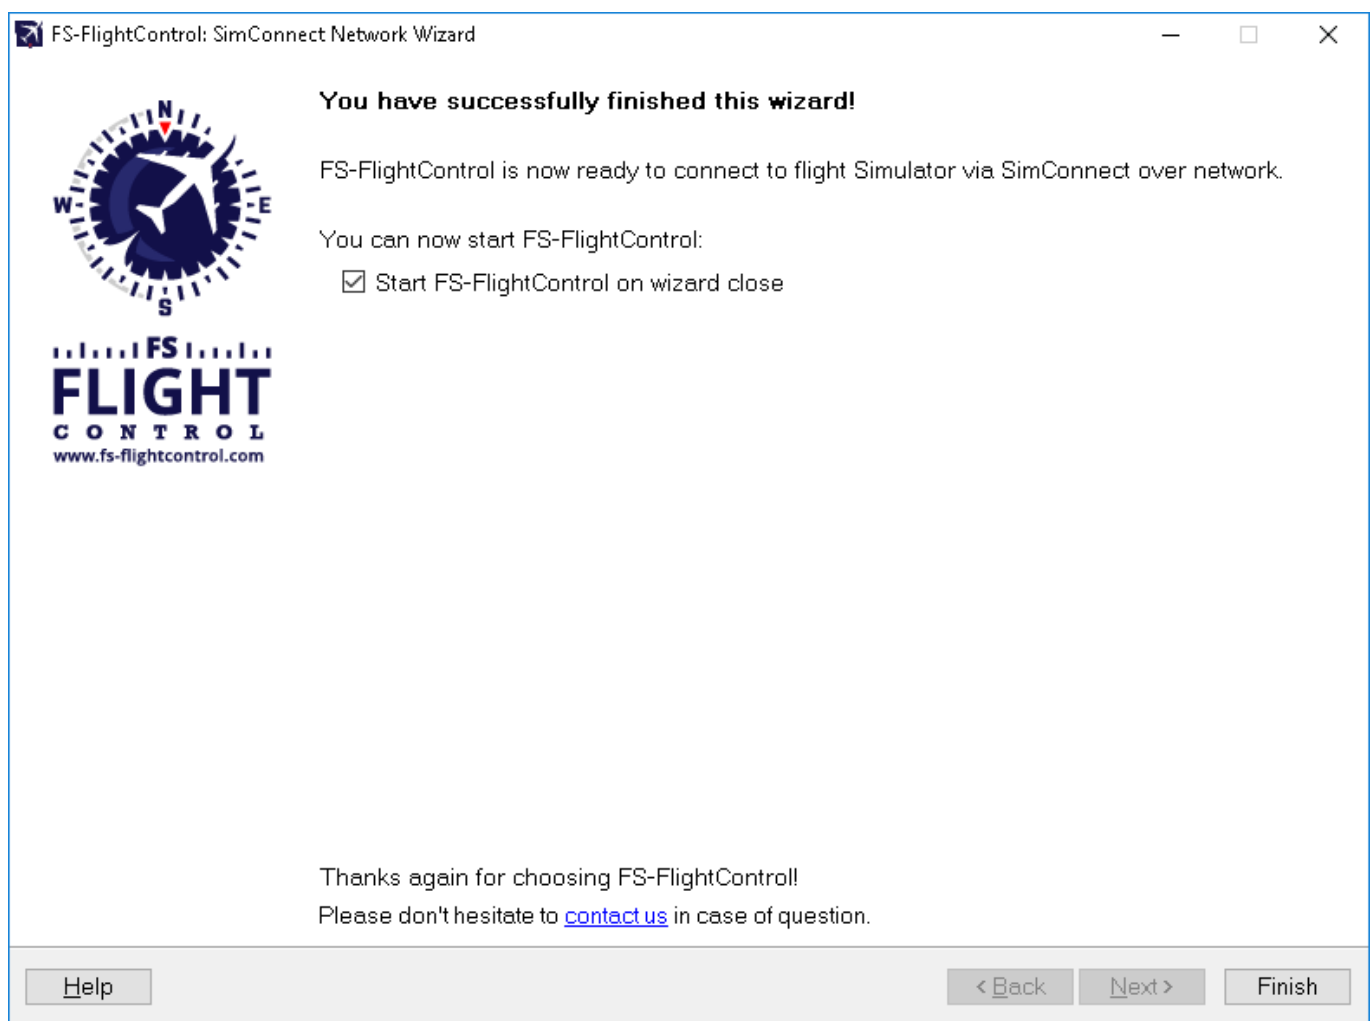 FS-FlightControl: SimConnect Network Wizard
You have successfully finished this wizard!
FS-FlightControl is now ready to connect to flight Simulator via SimConnect over network.
You can now start FS-FlightControl:
Start FS-FlightControl on wizard close
N
W
E
S
FS
FLIGHT
CONTROL
www.fs-flightcontrol.com
Thanks again for choosing FS-FlightControl!
Please don't hesitate to contact us in case of question.
Help
< Back
Next >
Finish